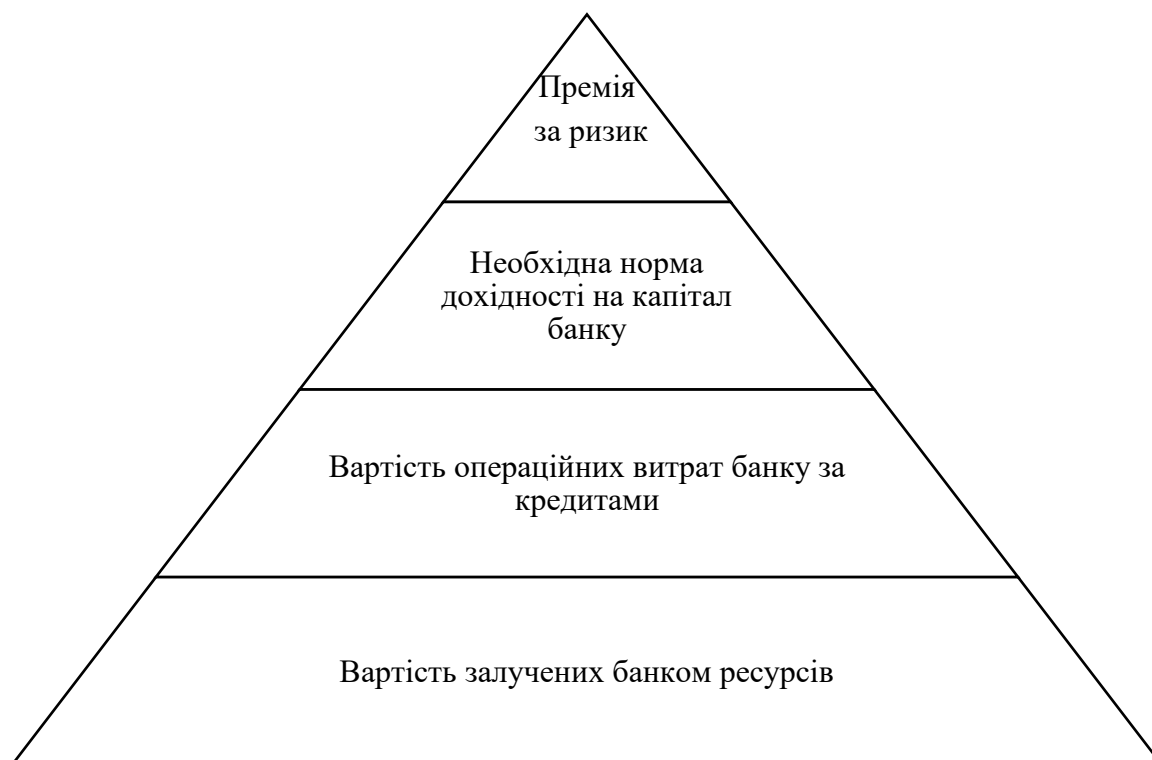 Премія
за ризик
Необхідна норма
дохідності на капітал
банку
Вартість операційних витрат банку за
кредитами
Вартість залучених банком ресурсів